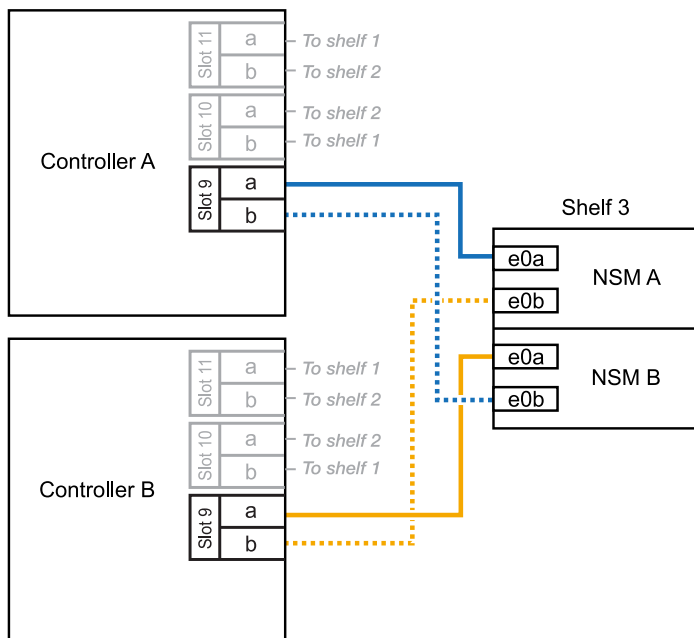 Controller A
Slot 11
a
To shelf 1
b
To shelf 2
Slot 10
a
To shelf 2
b
To shelf 1
Slot 9
a
b
Shelf 3
e0a
NSM A
e0b
e0a
NSM B
e0b
Controller B
Slot 11
a
To shelf 1
b
To shelf 2
Slot 10
a
To shelf 2
b
To shelf 1
Slot 9
a
b